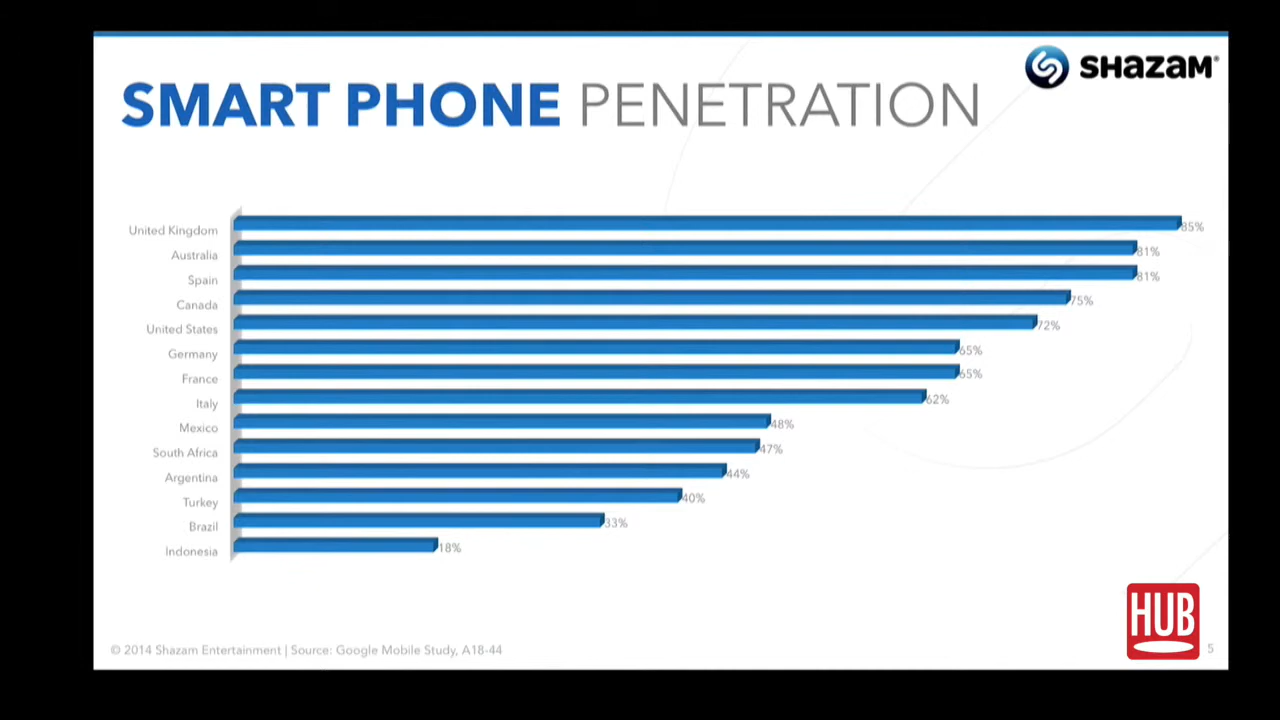 SHAZAM®
SMART PHONE PENETRATION
United Kingdom 85%
Australia 81%
Spain 81%
Canada 75%
United States 72%
Germany 65%
France 65%
Italy 62%
Mexico 48%
South Africa 47%
Argentina 44%
Turkey 40%
Brazil 33%
Indonesia 18%
HUB
© 2014 Shazam Entertainment | Source: Google Mobile Study, A18-44
5